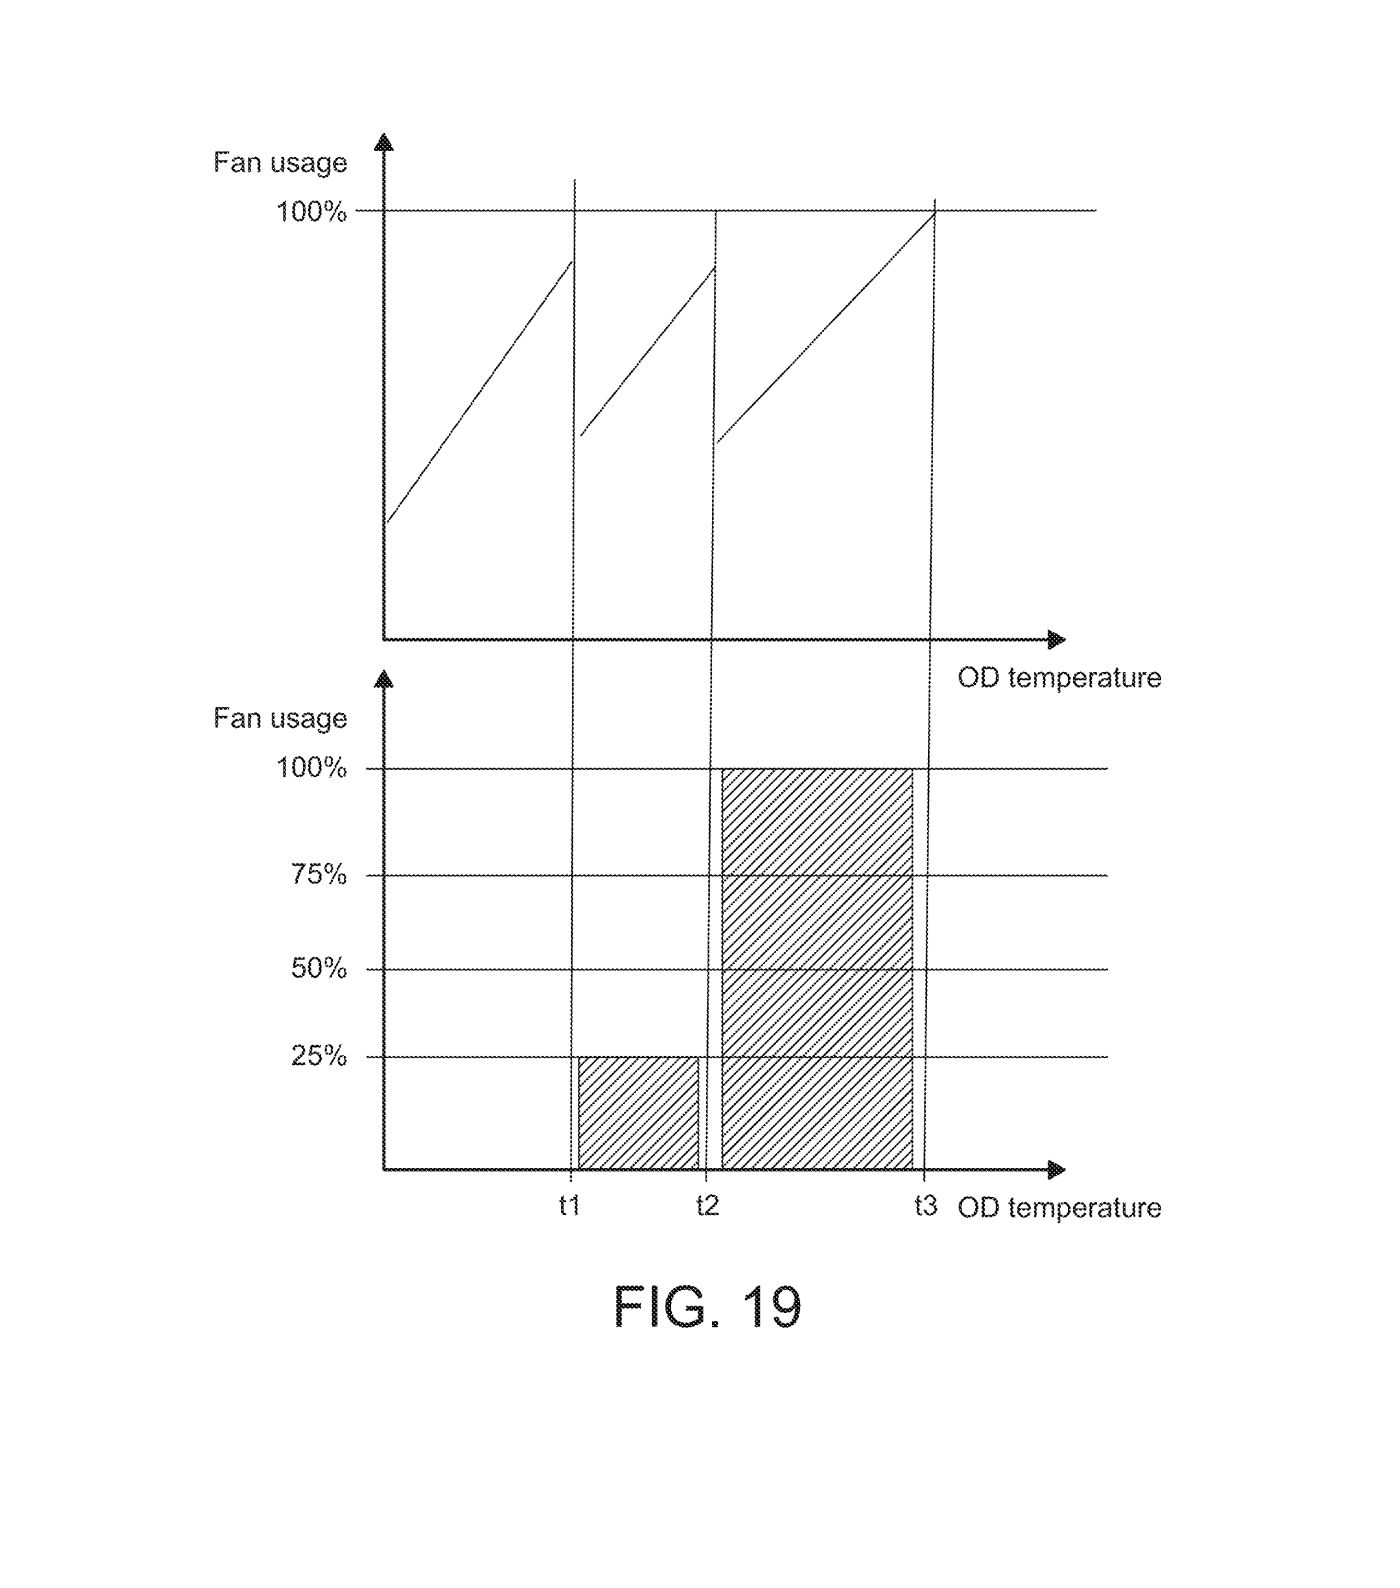 Fan usage
100%
OD temperature
Fan usage
100%
75%
50%
25%
t1 t2 t3 OD temperature
FIG. 19